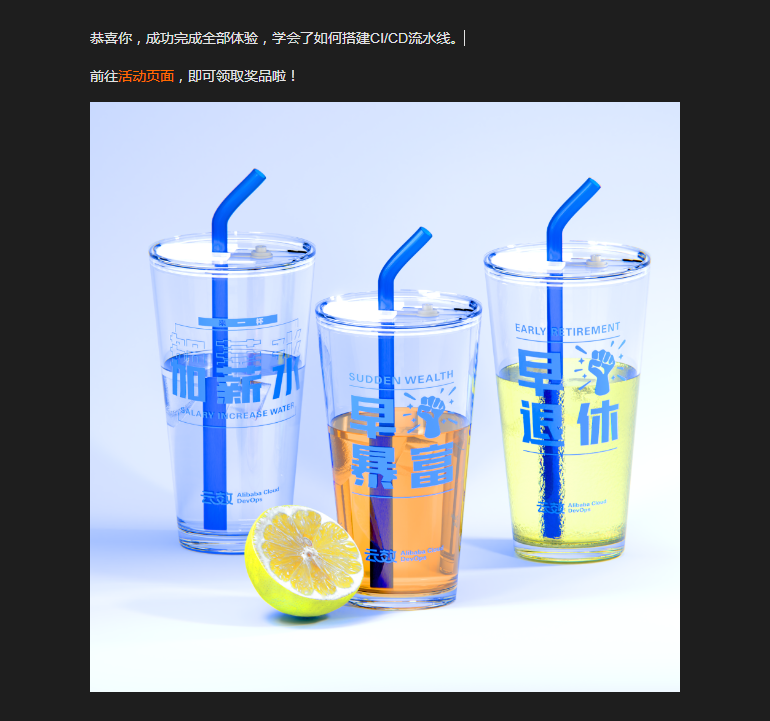 恭喜你，成功完成全部体验，学会了如何搭建CI/CD流水线。
前往活动页面，即可领取奖品啦！
来一杯
加薪水
SALARY INCREASE WATER
云效 Alibaba Cloud
DevOps
SUDDEN WEALTH
早
暴富
云效 Alibaba Cloud
DevOps
EARLY RETIREMENT
早
退休
云效 Alibaba Cloud
DevOps